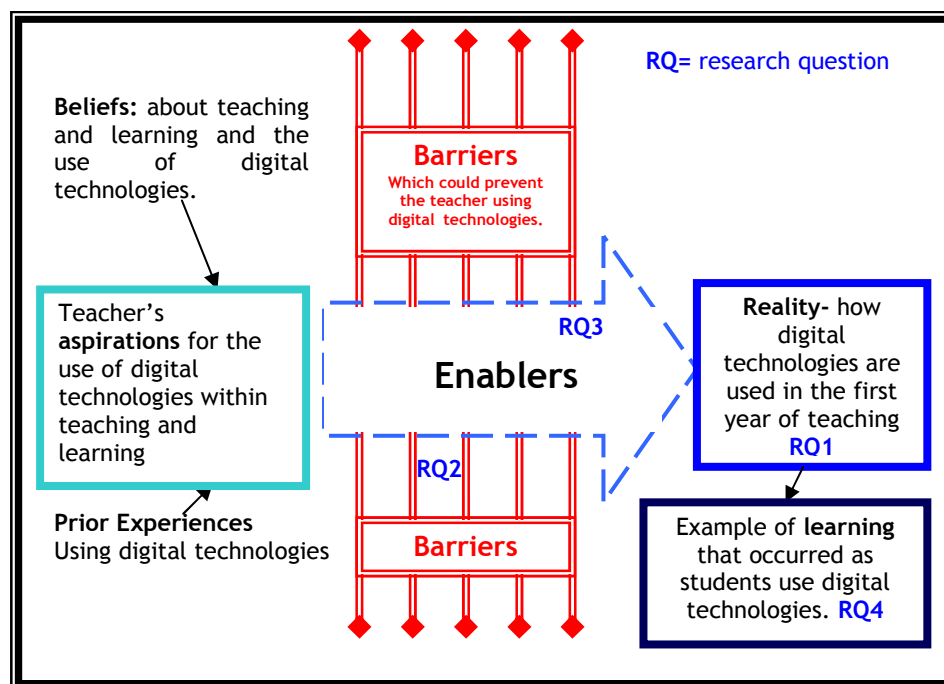 RQ= research question
Beliefs: about teaching
and learning and the
use of digital
technologies.
Barriers
Which could prevent
the teacher using
digital technologies.
Teacher's
aspirations for the
use of digital
technologies within
teaching and
learning
RQ3
Enablers
RQ2
Reality- how
digital
technologies are
used in the first
year of teaching
RQ1
Prior Experiences
Using digital technologies
Barriers
Example of learning
that occurred as
students use digital
technologies. RQ4